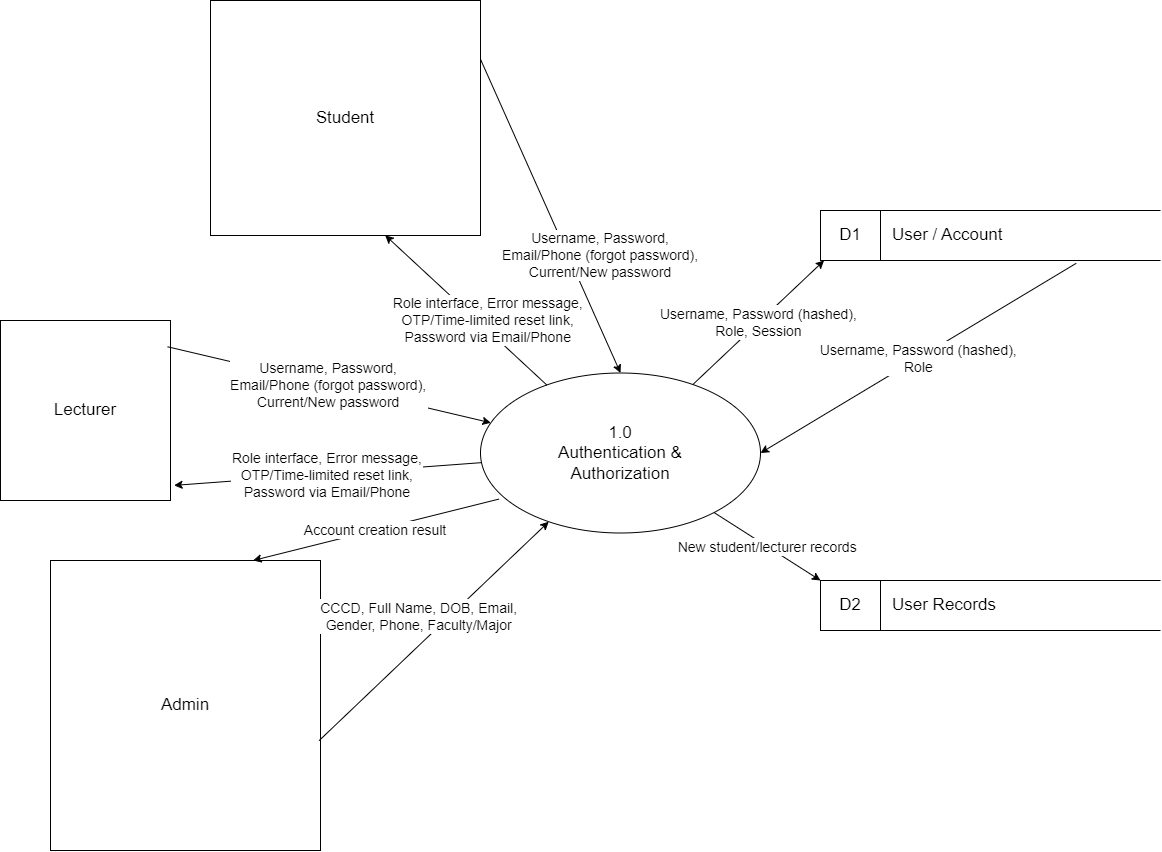 Student
Username, Password,
Email/Phone (forgot password),
Current/New password
D1
User / Account
Role interface, Error message,
OTP/Time-limited reset link,
Password via Email/Phone
Username, Password (hashed),
Role, Session
Username, Password (hashed),
Role
Lecturer
Username, Password,
Email/Phone (forgot password),
Current/New password
1.0
Authentication &
Authorization
Role interface, Error message,
OTP/Time-limited reset link,
Password via Email/Phone
Account creation result
New student/lecturer records
CCCD, Full Name, DOB, Email,
Gender, Phone, Faculty/Major
D2
User Records
Admin